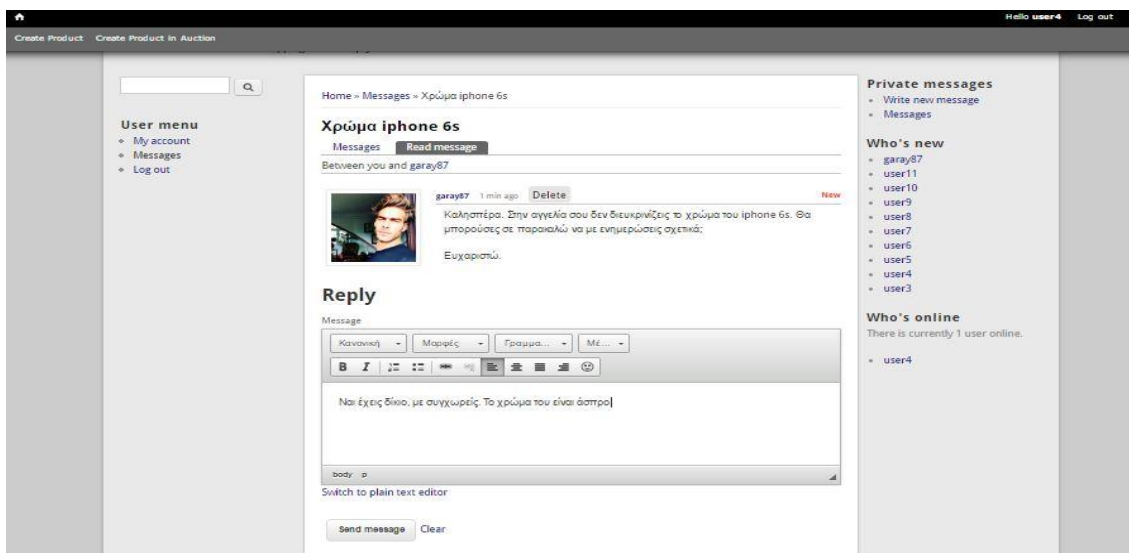 Hello user4 Log out
Create Product Create Product in Auction
User menu
My account
Messages
Log out
Home » Messages » Χρώμα iphone 6s
Χρώμα iphone 6s
Messages Read message
Between you and garay87
garay87 1 min ago Delete New
Καλησπέρα. Στην αγγελία σου δεν διευκρινίζεις το χρώμα του iphone 6s. Θα
μπορούσες σε παρακαλώ να με ενημερώσεις σχετικά;
Ευχαριστώ.
Reply
Message
Κανονική Μορφές Γραμμα... Μέ...
B I
Ναι έχεις δίκιο, με συγχωρείς. Το χρώμα του είναι άσπρο
body p
Switch to plain text editor
Send message Clear
Private messages
Write new message
Messages
Who's new
garay87
user11
user10
user9
user8
user7
user6
user5
user4
user3
Who's online
There is currently 1 user online.
user4